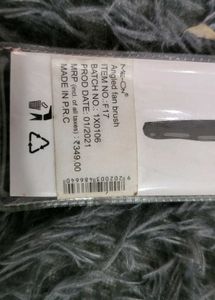 Angled fan brush
ITEM NO.: F17
BATCH NO.: 1X0106
PROD DATE: 01/2021
MRP (incl. of all taxes) : ₹349.00
MADE IN P.R.C